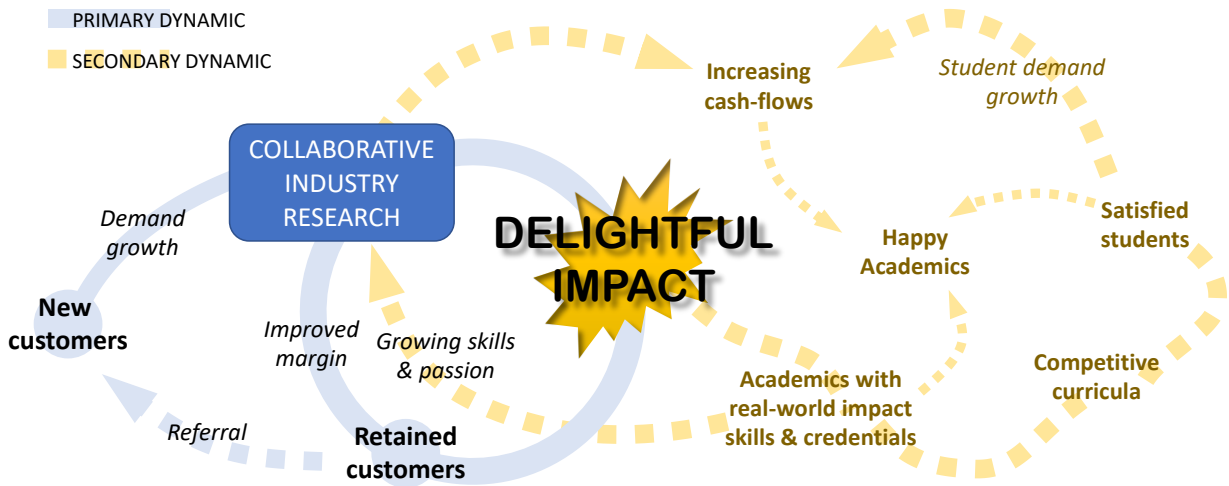 PRIMARY DYNAMIC
SECONDARY DYNAMIC
Increasing
cash-flows
Student demand
growth
COLLABORATIVE
INDUSTRY
RESEARCH
Demand
growth
DELIGHTFUL
IMPACT
Satisfied
students
Happy
Academics
New
customers
Improved
margin
Growing skills
& passion
Competitive
curricula
Academics with
real-world impact
skills & credentials
Referral
Retained
customers